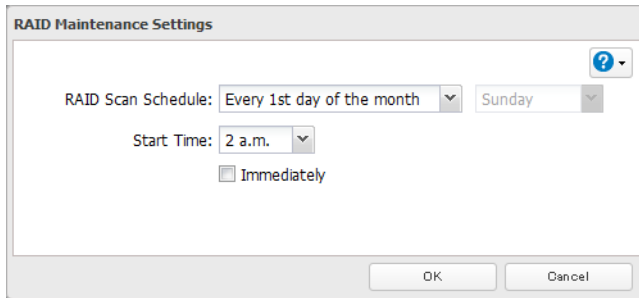 RAID Maintenance Settings
?
RAID Scan Schedule: Every 1st day of the month Sunday
Start Time: 2 a.m.
Immediately
OK Cancel